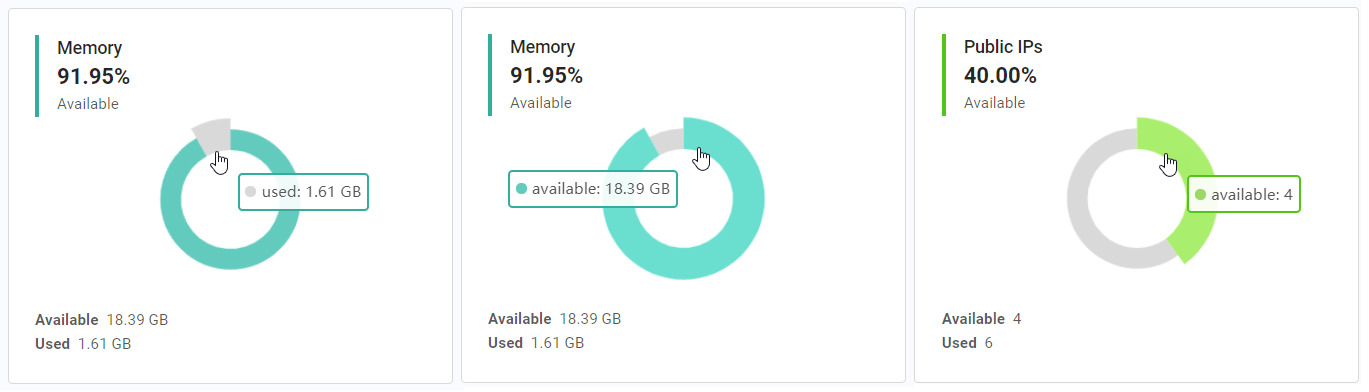 Memory
91.95%
Available
used: 1.61 GB
Available 18.39 GB
Used 1.61 GB
Memory
91.95%
Available
available: 18.39 GB
Available 18.39 GB
Used 1.61 GB
Public IPs
40.00%
Available
available: 4
Available 4
Used 6